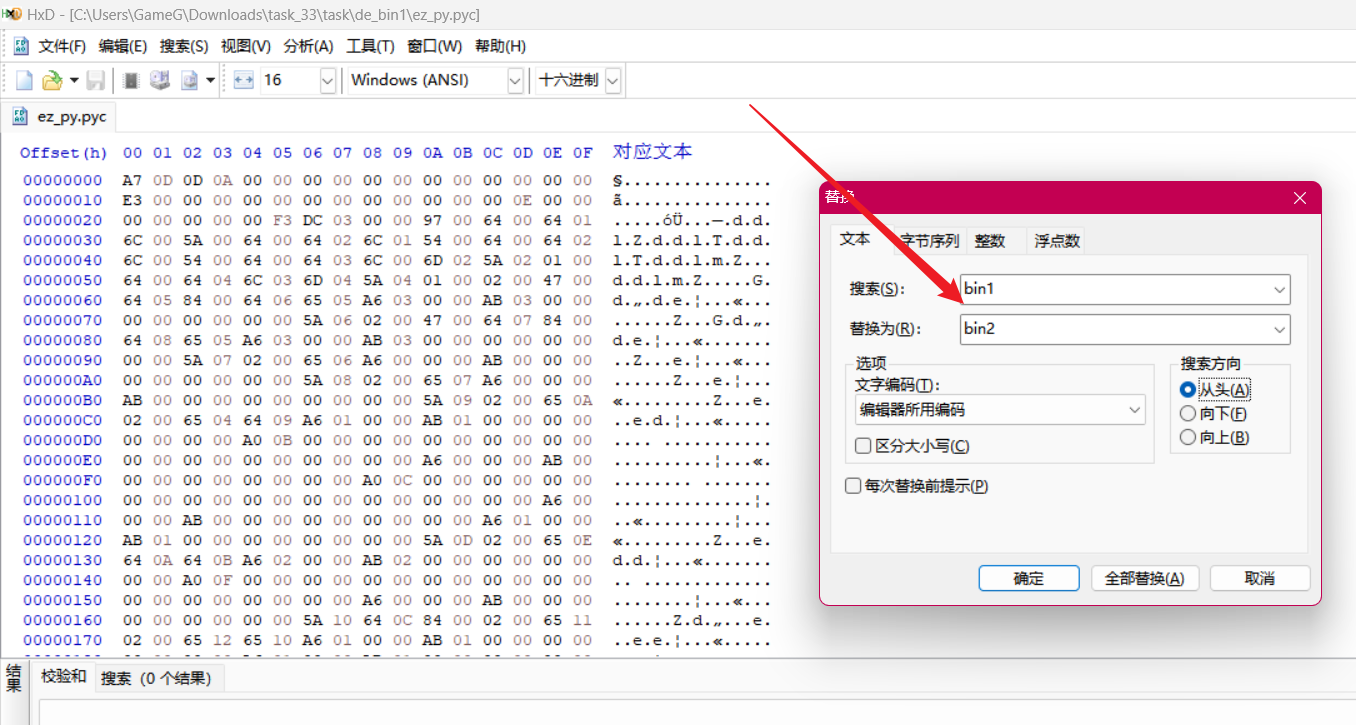 HxD - [C:\Users\GameG\Downloads\task_33\task\de_bin1\ez_py.pyc]
文件(F) 编辑(E) 搜索(S) 视图(V) 分析(A) 工具(T) 窗口(W) 帮助(H)
16 Windows (ANSI) 十六进制
ez_py.pyc
Offset(h) 00 01 02 03 04 05 06 07 08 09 0A 0B 0C 0D 0E 0F 对应文本
00000000 A7 0D 0D 0A 00 00 00 00 00 00 00 00 00 00 00 00 §...............
00000010 E3 00 00 00 00 00 00 00 00 00 00 00 00 0E 00 00 ã...............
00000020 00 00 00 00 00 F3 DC 03 00 00 97 00 64 00 64 01 .....óÜ...—.d.d.
00000030 6C 00 5A 00 64 00 64 02 6C 01 54 00 64 00 64 02 l.Z.d.d.l.T.d.d.
00000040 6C 00 54 00 64 00 64 03 6C 00 6D 02 5A 02 01 00 l.T.d.d.l.m.Z...
00000050 64 00 64 04 6C 03 6D 04 5A 04 01 00 02 00 47 00 d.d.l.m.Z.....G.
00000060 64 05 84 00 64 06 65 05 A6 03 00 00 AB 03 00 00 d.„.d.e.¦...«...
00000070 00 00 00 00 00 00 5A 06 02 00 47 00 64 07 84 00 ......Z...G.d.„.
00000080 64 08 65 05 A6 03 00 00 AB 03 00 00 00 00 00 00 d.e.¦...«.......
00000090 00 00 5A 07 02 00 65 06 A6 00 00 00 AB 00 00 00 ..Z...e.¦...«...
000000A0 00 00 00 00 00 00 5A 08 02 00 65 07 A6 00 00 00 ......Z...e.¦...
000000B0 AB 00 00 00 00 00 00 00 00 00 5A 09 02 00 65 0A «.........Z...e.
000000C0 02 00 65 04 64 09 A6 01 00 00 AB 01 00 00 00 00 ..e.d.¦...«.....
000000D0 00 00 00 00 A0 0B 00 00 00 00 00 00 00 00 00 00 .... ...........
000000E0 00 00 00 00 00 00 00 00 00 00 A6 00 00 00 AB 00 ..........¦...«.
000000F0 00 00 00 00 00 00 00 00 A0 0C 00 00 00 00 00 00 ........ .......
00000100 00 00 00 00 00 00 00 00 00 00 00 00 00 00 A6 00 ..............¦.
00000110 00 00 AB 00 00 00 00 00 00 00 00 00 A6 01 00 00 ..«.........¦...
00000120 AB 01 00 00 00 00 00 00 00 00 5A 0D 02 00 65 0E «.........Z...e.
00000130 64 0A 64 0B A6 02 00 00 AB 02 00 00 00 00 00 00 d.d.¦...«.......
00000140 00 00 A0 0F 00 00 00 00 00 00 00 00 00 00 00 00 .. .............
00000150 00 00 00 00 00 00 00 00 A6 00 00 00 AB 00 00 00 ........¦...«...
00000160 00 00 00 00 00 00 5A 10 64 0C 84 00 02 00 65 11 ......Z.d.„...e.
00000170 02 00 65 12 65 10 A6 01 00 00 AB 01 00 00 00 00 ..e.e.¦...«.....
替换
文本 字节序列 整数 浮点数
搜索(S): bin1
替换为(R): bin2
选项
文字编码(T):
编辑器所用编码
区分大小写(C)
搜索方向
从头(A)
向下(F)
向上(B)
每次替换前提示(P)
确定 全部替换(A) 取消
结果
校验和 搜索 (0 个结果)